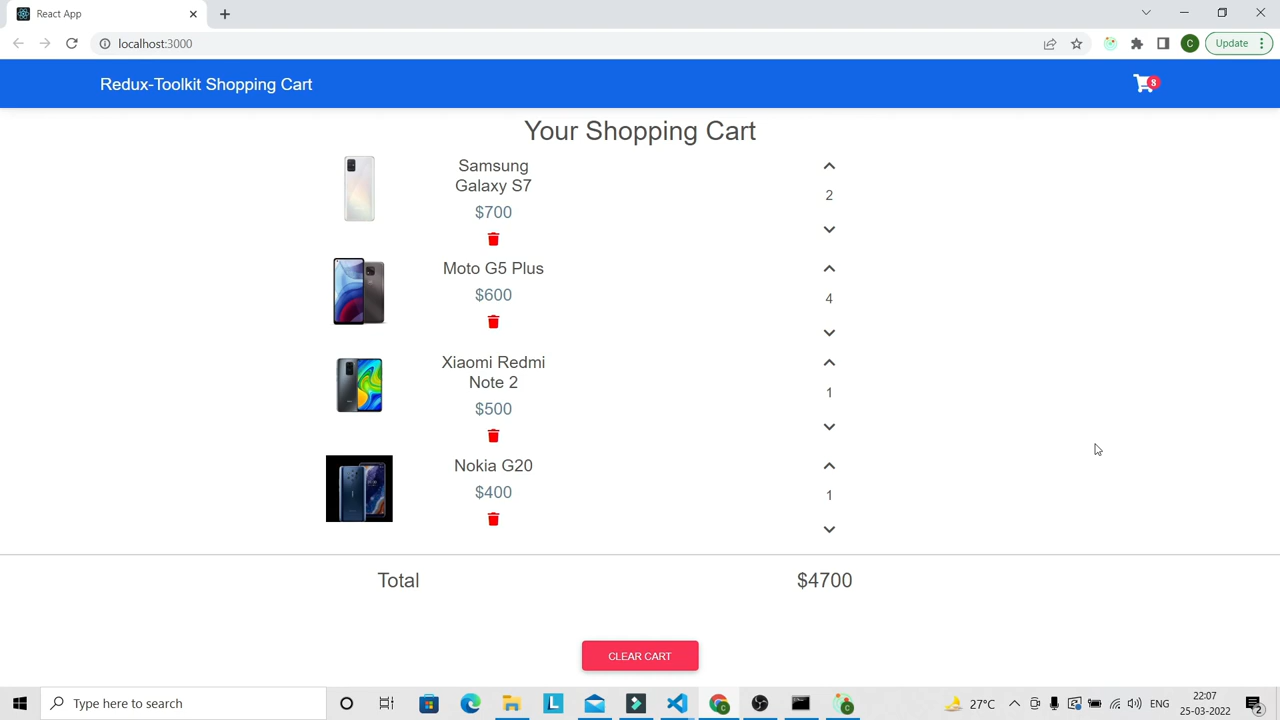 React App
localhost:3000
C
Update
Redux-Toolkit Shopping Cart
8
Your Shopping Cart
Samsung
Galaxy S7
$700
2
Moto G5 Plus
$600
4
Xiaomi Redmi
Note 2
$500
1
Nokia G20
$400
1
Total
$4700
CLEAR CART
Type here to search
L
C
C
27°C
ENG
22:07
25-03-2022
2